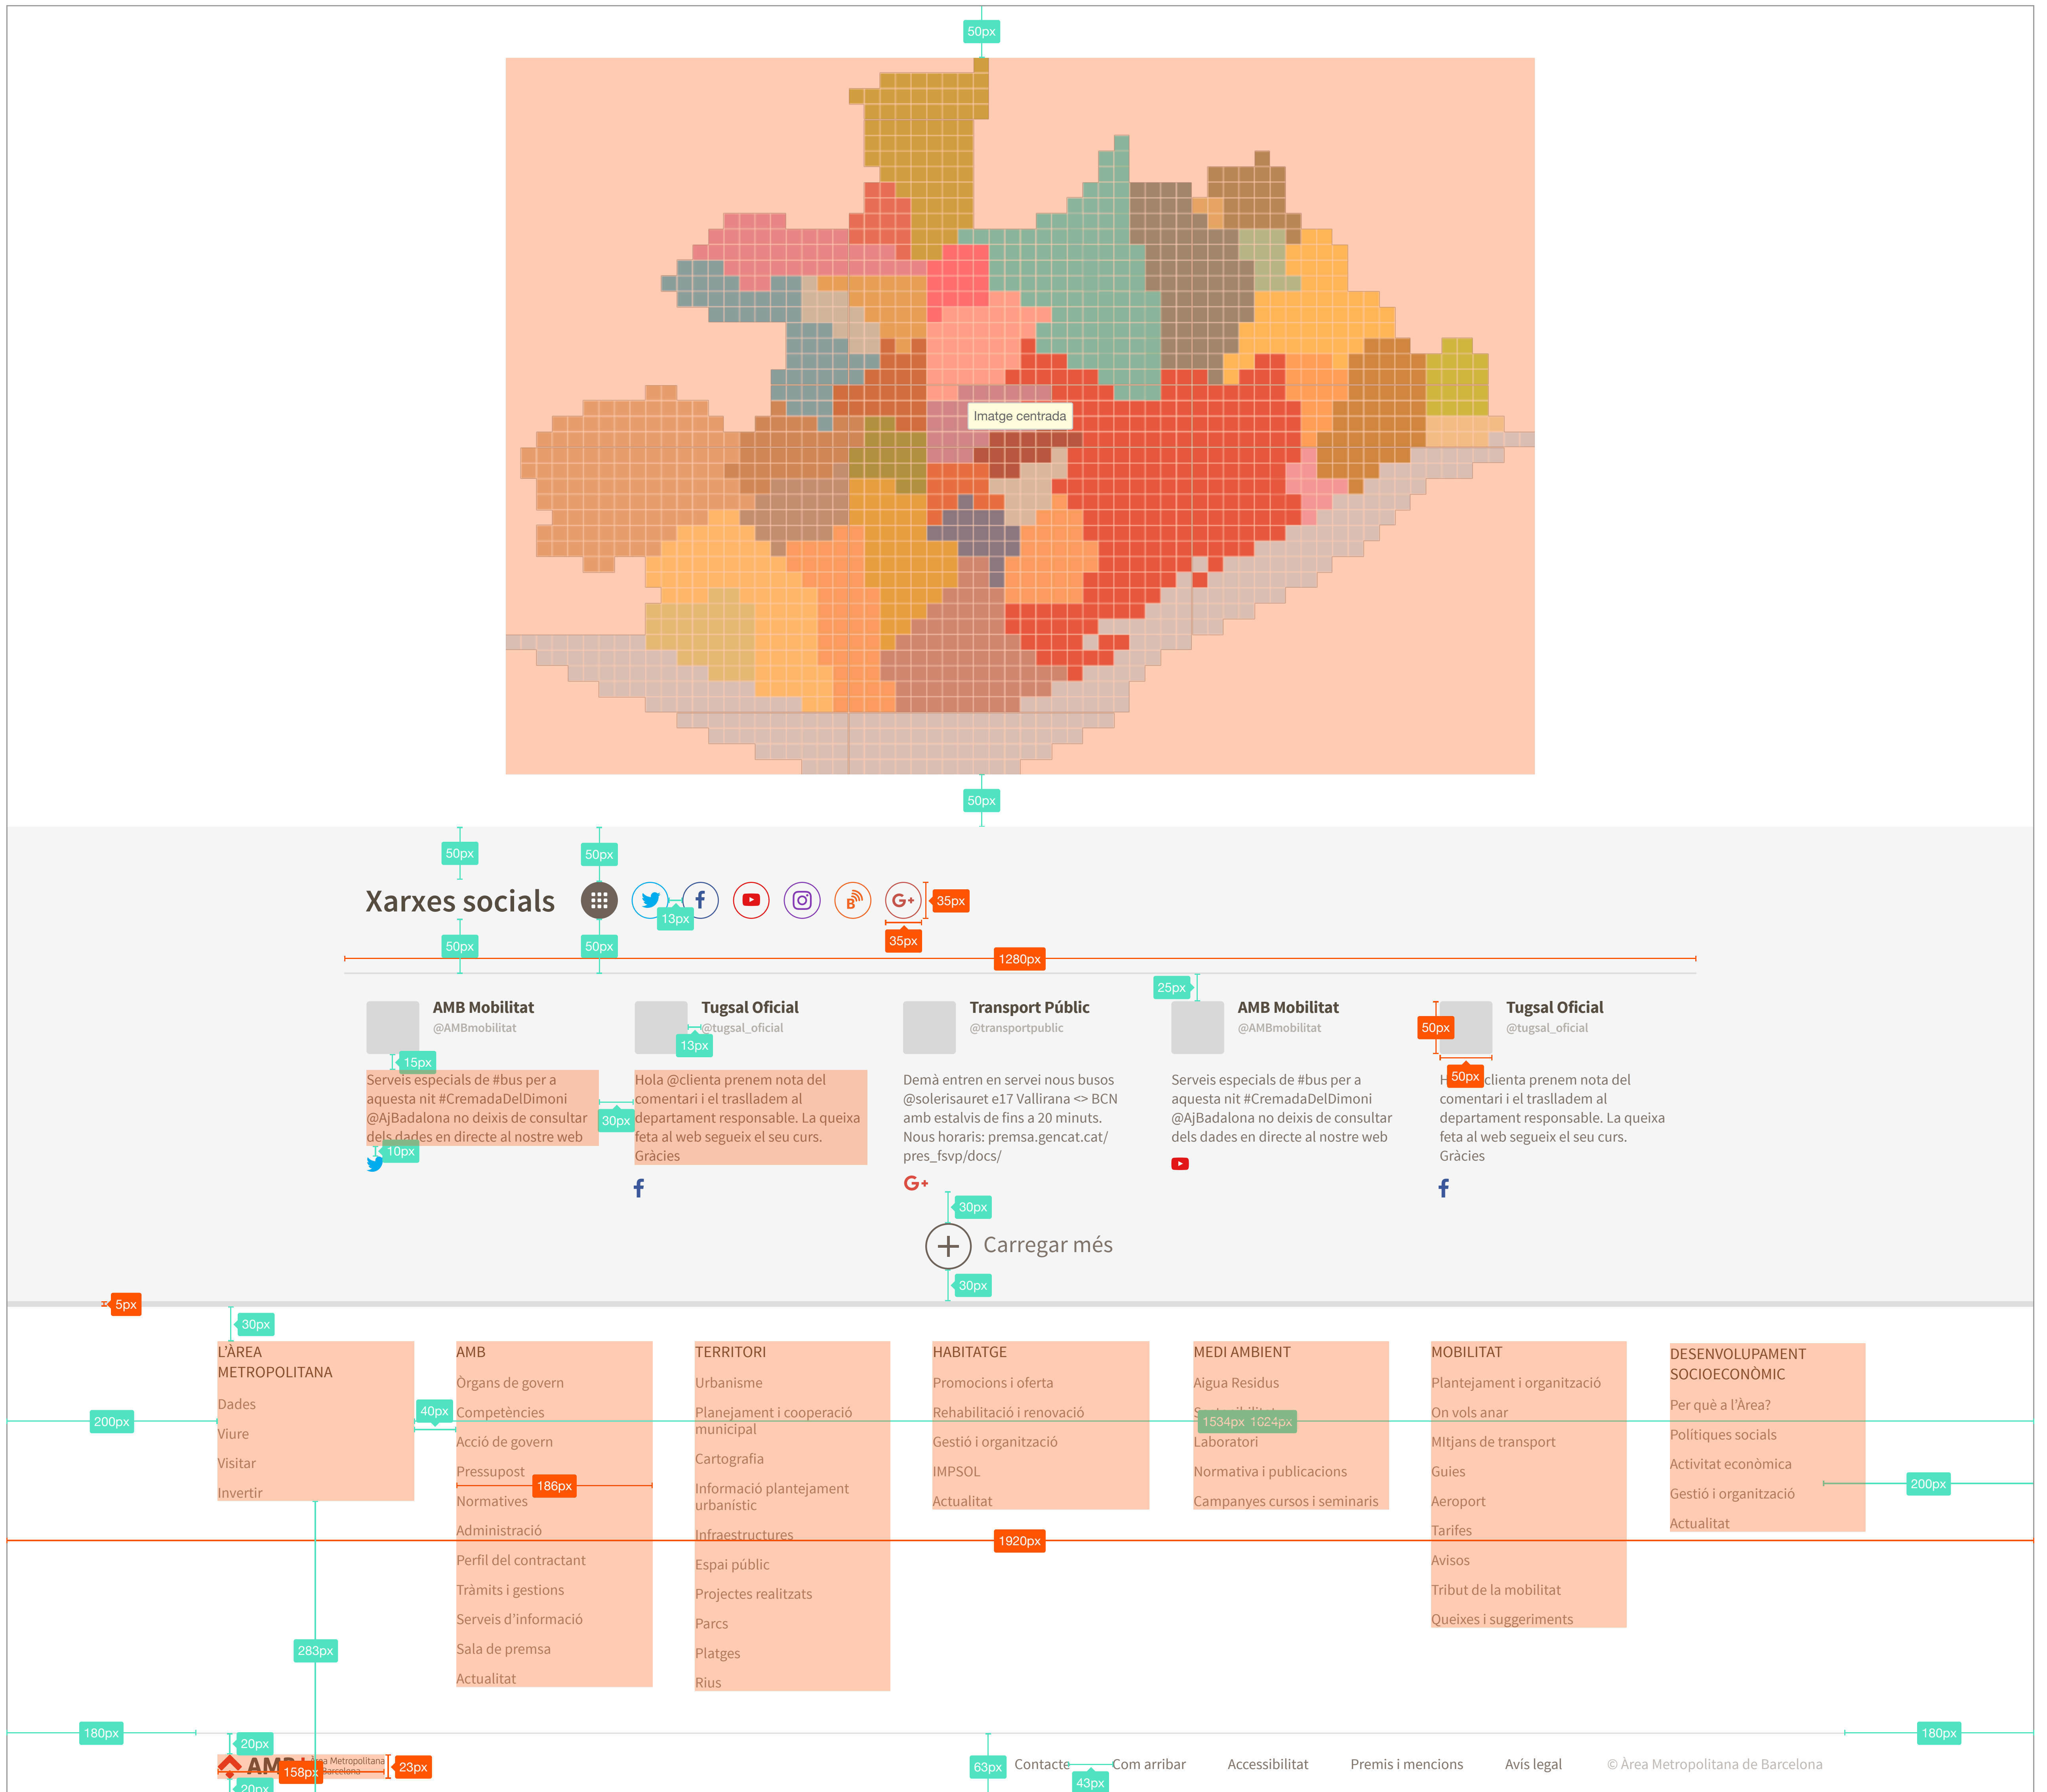 50px
Imatge centrada
50px
50px
50px
Xarxes socials
13px
35px
50px
50px
35px
1280px
25px
AMB Mobilitat
@AMBmobilitat
Tugsal Oficial
@tugsal_oficial
Transport Públic
@transportpublic
AMB Mobilitat
@AMBmobilitat
Tugsal Oficial
@tugsal_oficial
13px
50px
15px
50px
Serveis especials de #bus per a
aquesta nit #CremadaDelDimoni
@AjBadalona no deixis de consultar
dels dades en directe al nostre web
30px
10px
Hola @clienta prenem nota del
comentari i el traslladem al
departament responsable. La queixa
feta al web segueix el seu curs.
Gràcies
Demà entren en servei nous busos
@solerisauret e17 Vallirana <> BCN
amb estalvis de fins a 20 minuts.
Nous horaris: premsa.gencat.cat/
pres_fsvp/docs/
Serveis especials de #bus per a
aquesta nit #CremadaDelDimoni
@AjBadalona no deixis de consultar
dels dades en directe al nostre web
clienta prenem nota del
comentari i el traslladem al
departament responsable. La queixa
feta al web segueix el seu curs.
Gràcies
30px
Carregar més
30px
5px
30px
L'ÀREA
METROPOLITANA
Dades
Viure
Visitar
Invertir
200px
40px
AMB
Òrgans de govern
Competències
Acció de govern
Pressupost
186px
Normatives
Administració
Perfil del contractant
Tràmits i gestions
Serveis d'informació
Sala de premsa
Actualitat
TERRITORI
Urbanisme
Planejament i cooperació
municipal
Cartografia
Informació plantejament
urbanístic
Infraestructures
Espai públic
Projectes realitzats
Parcs
Platges
Rius
HABITATGE
Promocions i oferta
Rehabilitació i renovació
Gestió i organització
IMPSOL
Actualitat
MEDI AMBIENT
Aigua Residus
1534px 1624px
Laboratori
Normativa i publicacions
Campanyes cursos i seminaris
MOBILITAT
Plantejament i organització
On vols anar
MItjans de transport
Guies
Aeroport
Tarifes
Avisos
Tribut de la mobilitat
Queixes i suggeriments
DESENVOLUPAMENT
SOCIOECONÒMIC
Per què a l'Àrea?
Polítiques socials
Activitat econòmica
Gestió i organització
Actualitat
200px
1920px
283px
180px
180px
20px
AMB
Àrea Metropolitana
Barcelona
158px
23px
20px
63px
Contacte
43px
Com arribar
Accessibilitat
Premis i mencions
Avís legal
© Àrea Metropolitana de Barcelona